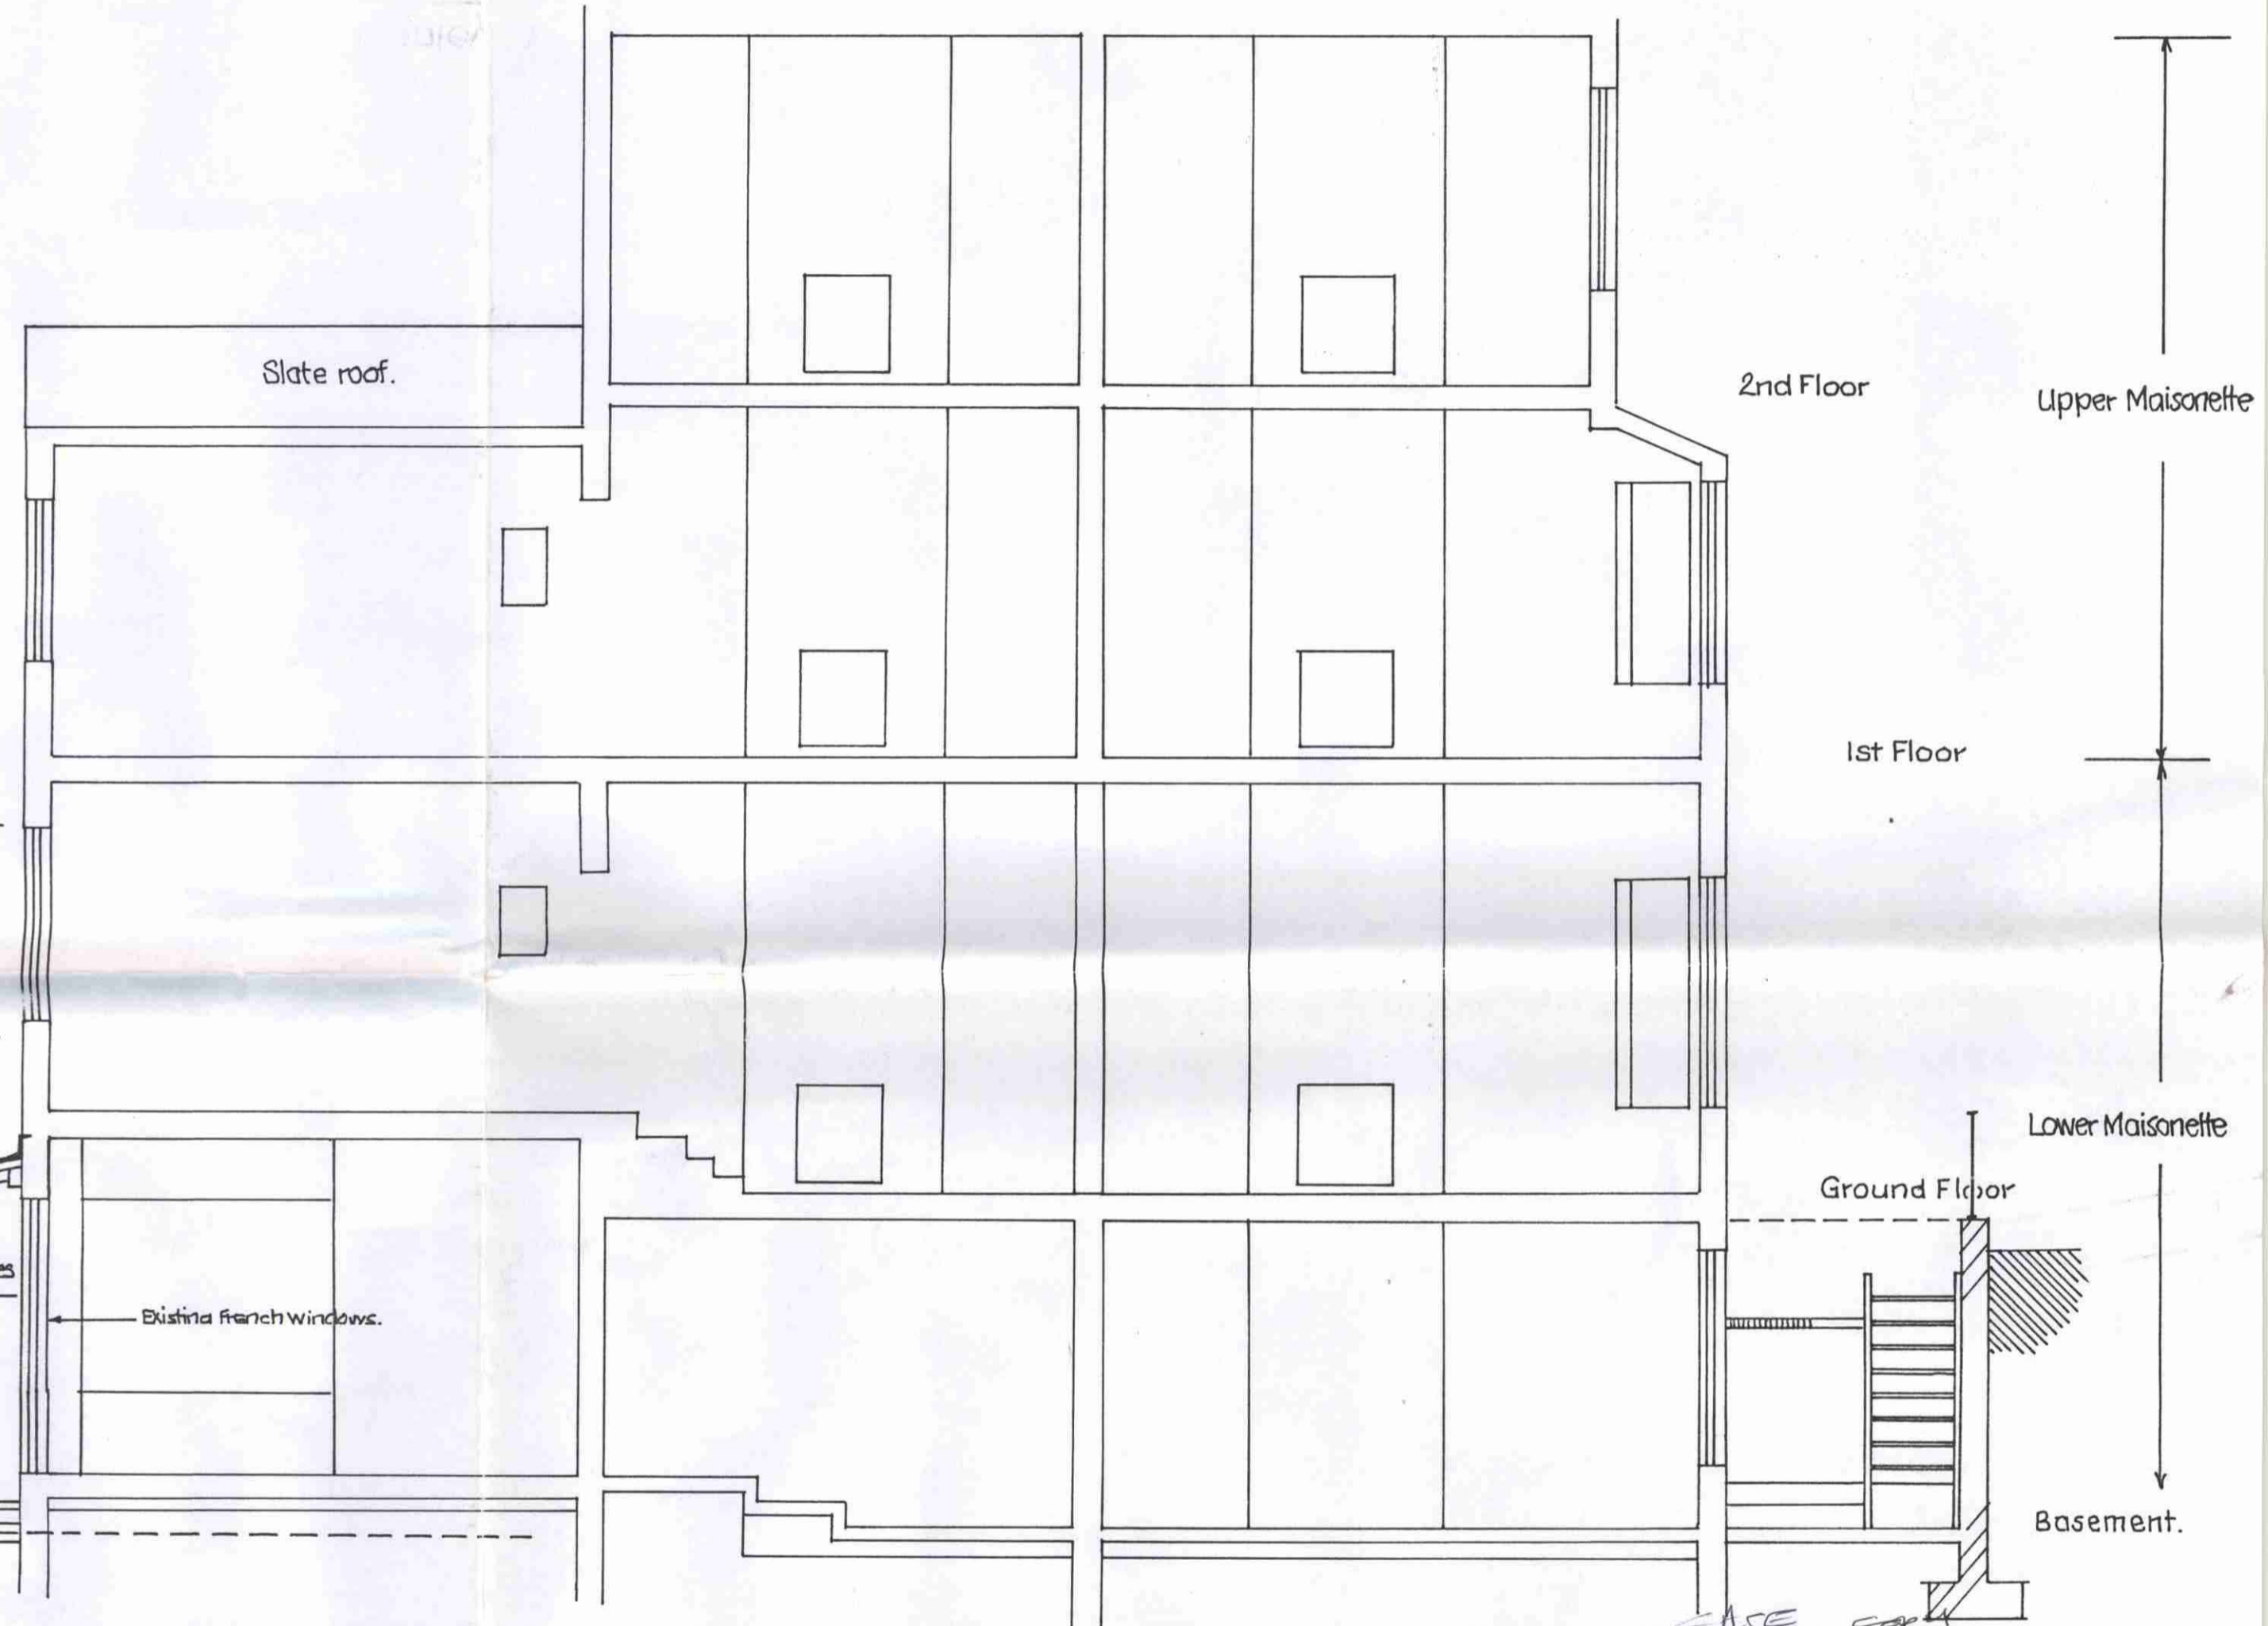 Slate roof.
2nd Floor
Upper Maisonette
1st Floor
Lower Maisonette
Ground Floor
Existing French windows.
Basement.